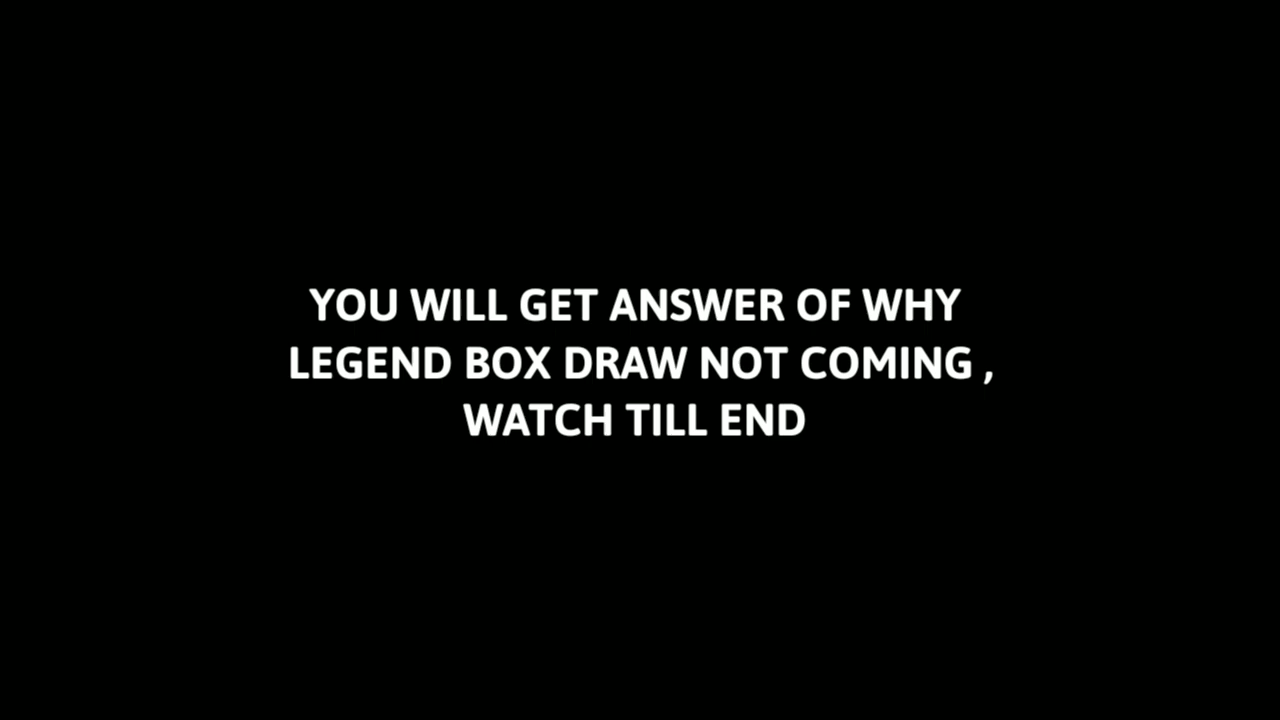 YOU WILL GET ANSWER OF WHY
LEGEND BOX DRAW NOT COMING ,
WATCH TILL END